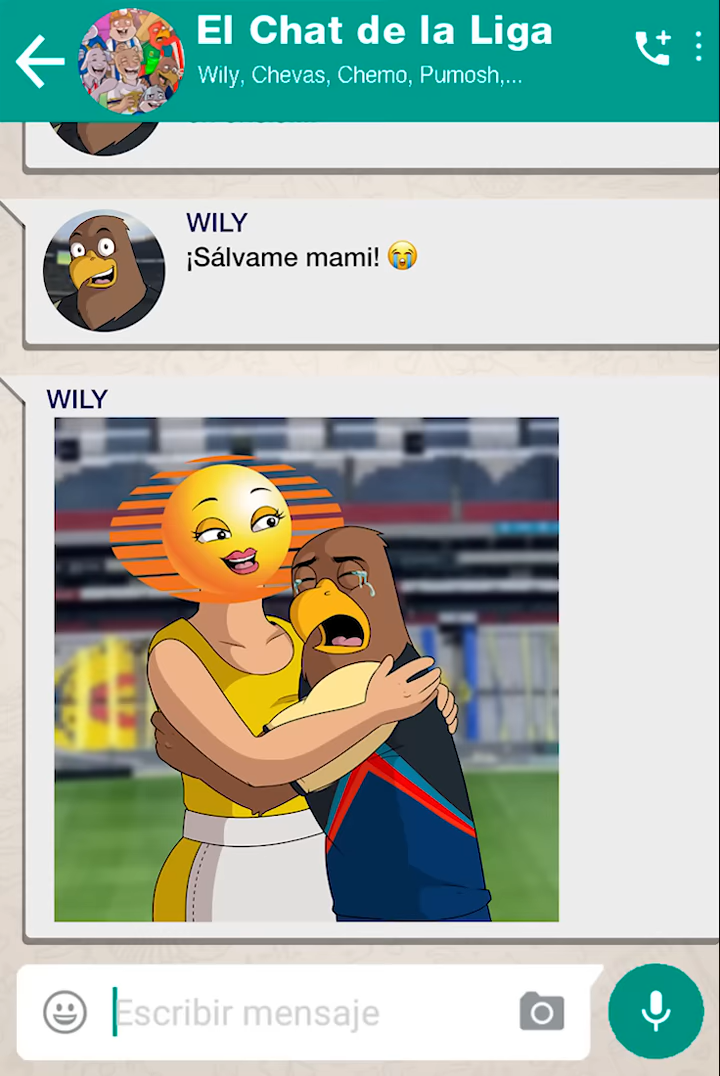 El Chat de la Liga
Wily, Chevas, Chemo, Pumosh,...
WILY
¡Sálvame mami! 😭
WILY
Escribir mensaje